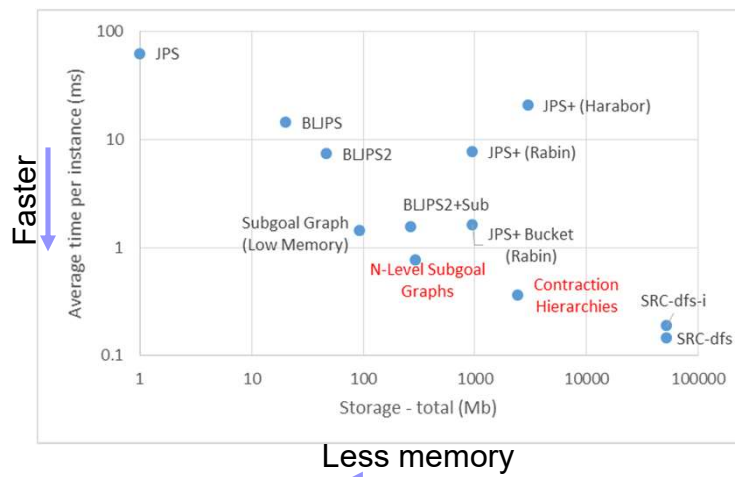 100
JPS
JPS+ (Harabor)
BLJPS
10
BLJPS2
JPS+ (Rabin)
Faster
Average time per instance (ms)
BLJPS2+Sub
Subgoal Graph
(Low Memory)
JPS+ Bucket
(Rabin)
1
N-Level Subgoal
Graphs
Contraction
Hierarchies
SRC-dfs-i
SRC-dfs
0.1
1 10 100 1000 10000 100000
Storage - total (Mb)
Less memory